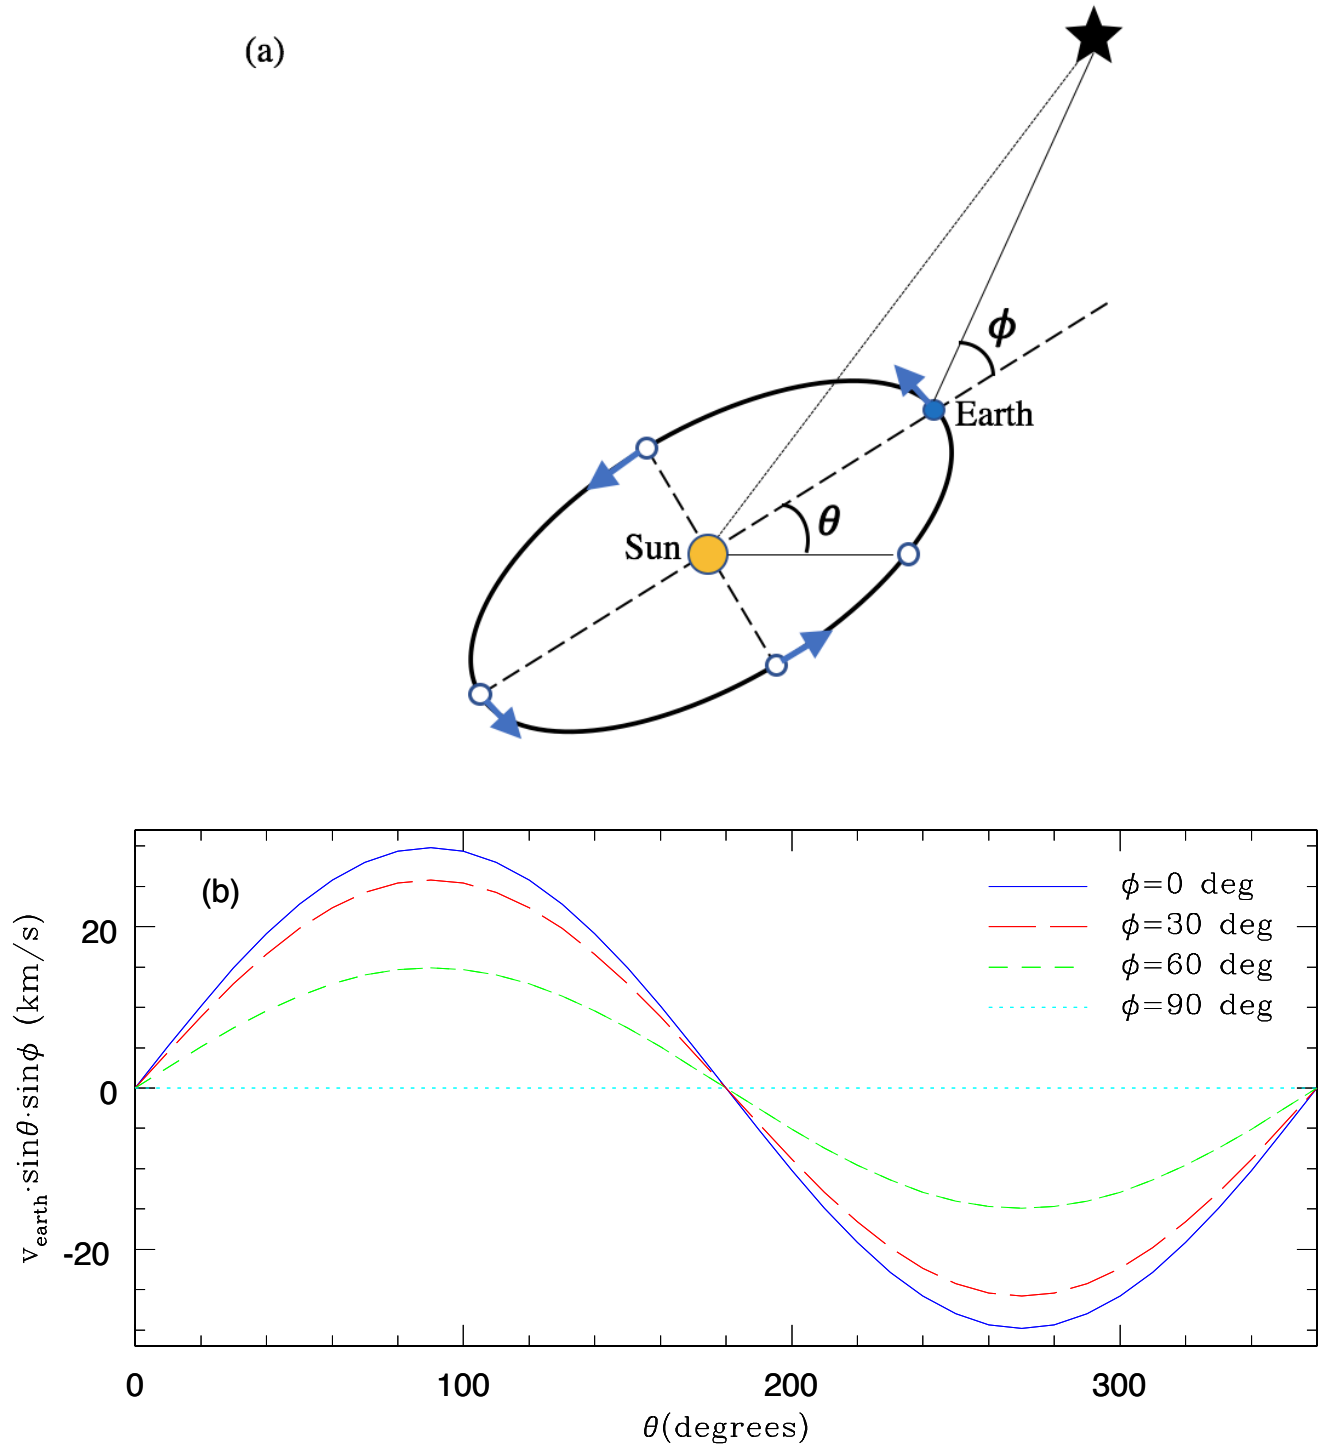 (a)
ϕ
Earth
θ
Sun
(b)
ϕ=0 deg
ϕ=30 deg
ϕ=60 deg
ϕ=90 deg
20
0
-20
v_earth·sinθ·sinϕ (km/s)
0 100 200 300
θ(degrees)